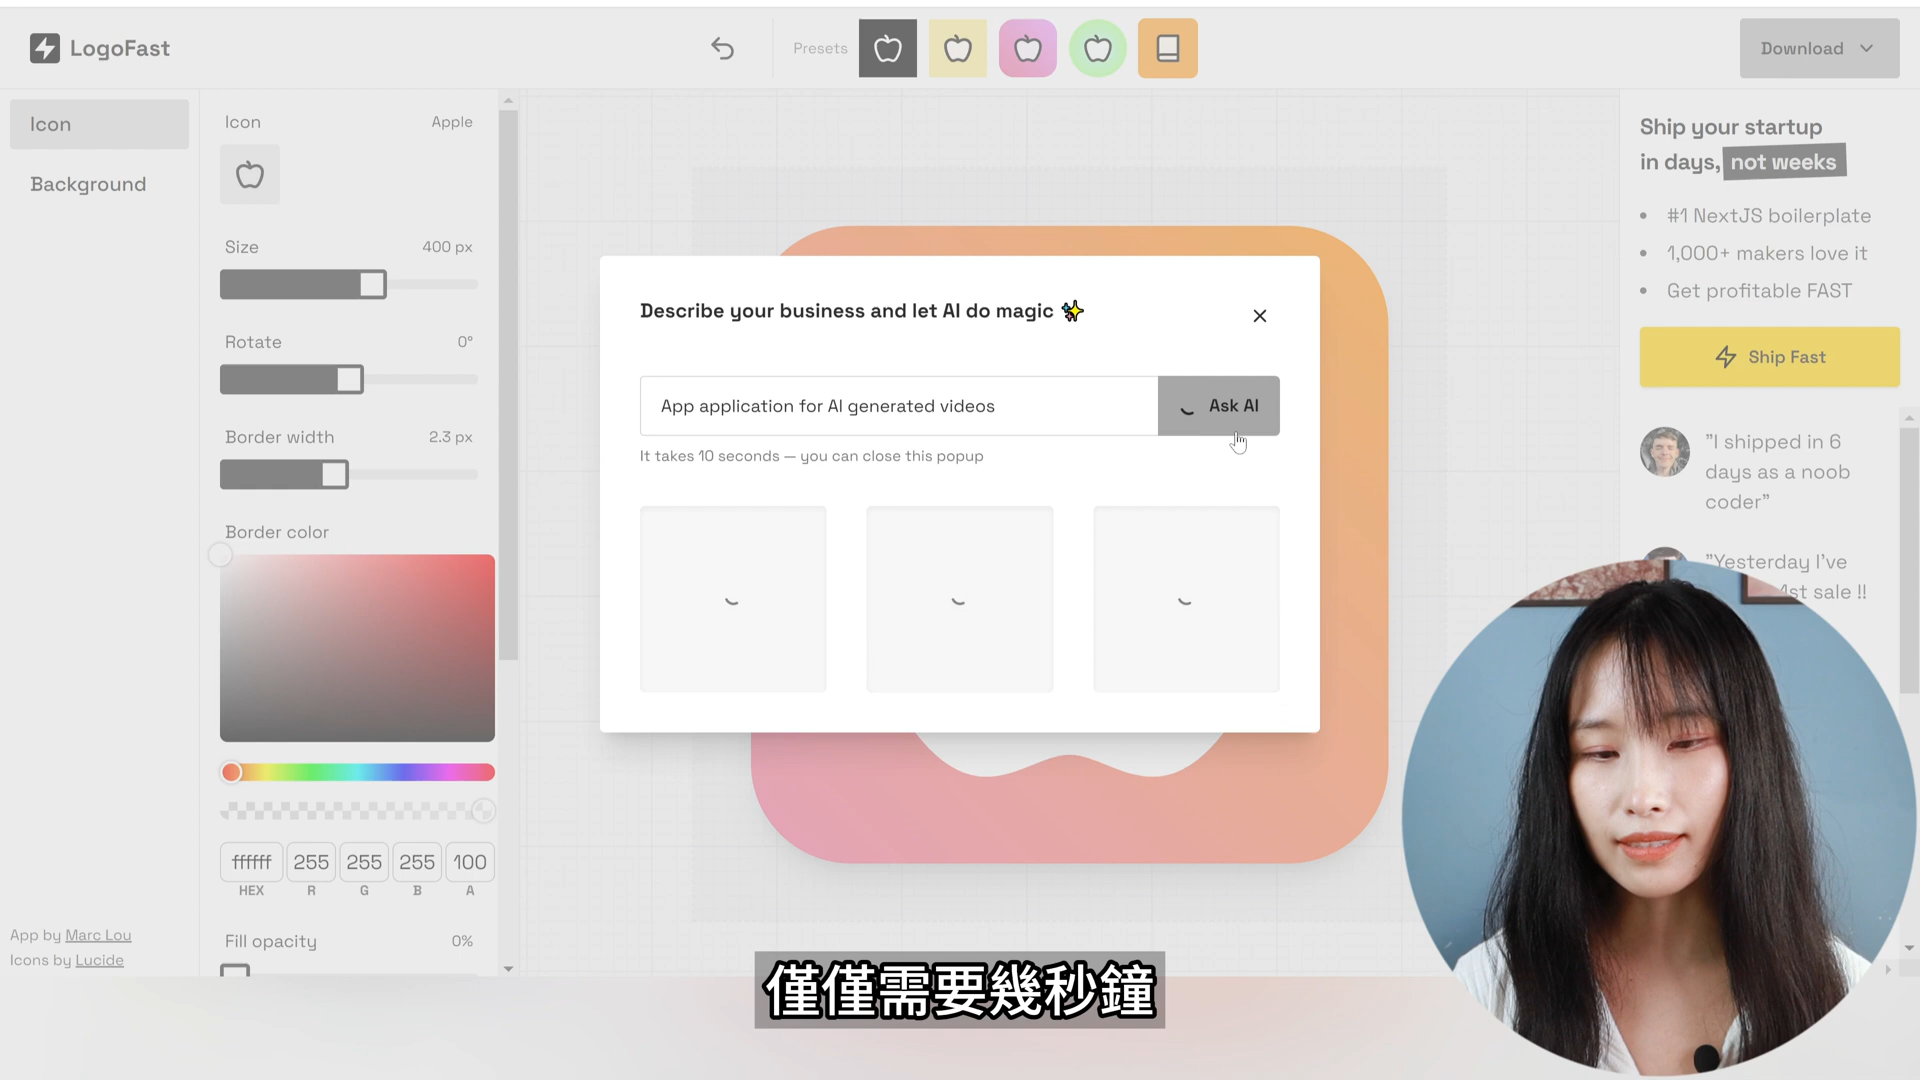 LogoFast
Presets
Download
Icon
Background
Icon
Apple
Size
400 px
Rotate
0°
Border width
2.3 px
Border color
ffffff
255
255
255
100
HEX
R
G
B
A
Fill opacity
0%
App by Marc Lou
Icons by Lucide
Describe your business and let AI do magic ✨
App application for AI generated videos
Ask AI
It takes 10 seconds — you can close this popup
Ship your startup
in days, not weeks
#1 NextJS boilerplate
1,000+ makers love it
Get profitable FAST
Ship Fast
"I shipped in 6
days as a noob
coder"
"Yesterday I've
1st sale !!
僅僅需要幾秒鐘